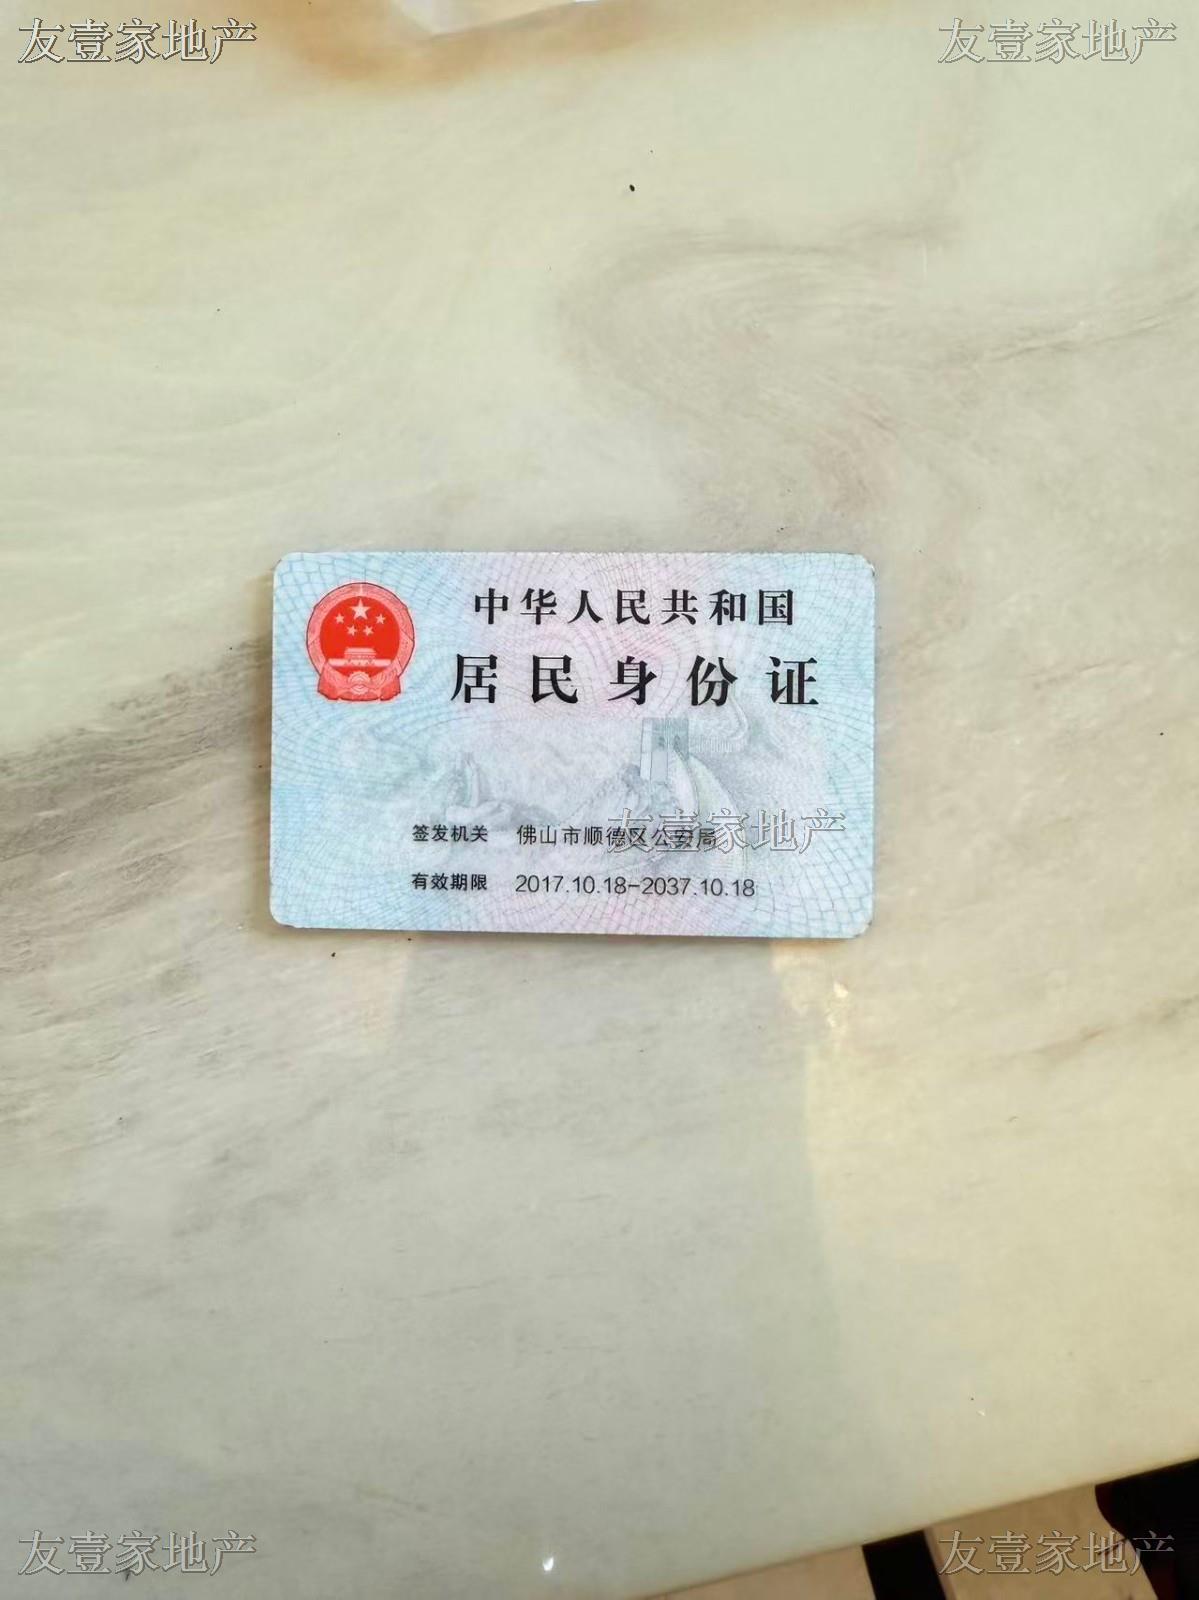 友壹家地产 友壹家地产
中华人民共和国
居民身份证
友壹家地产
签发机关 佛山市顺德区公安局
有效期限 2017.10.18-2037.10.18
友壹家地产 友壹家地产